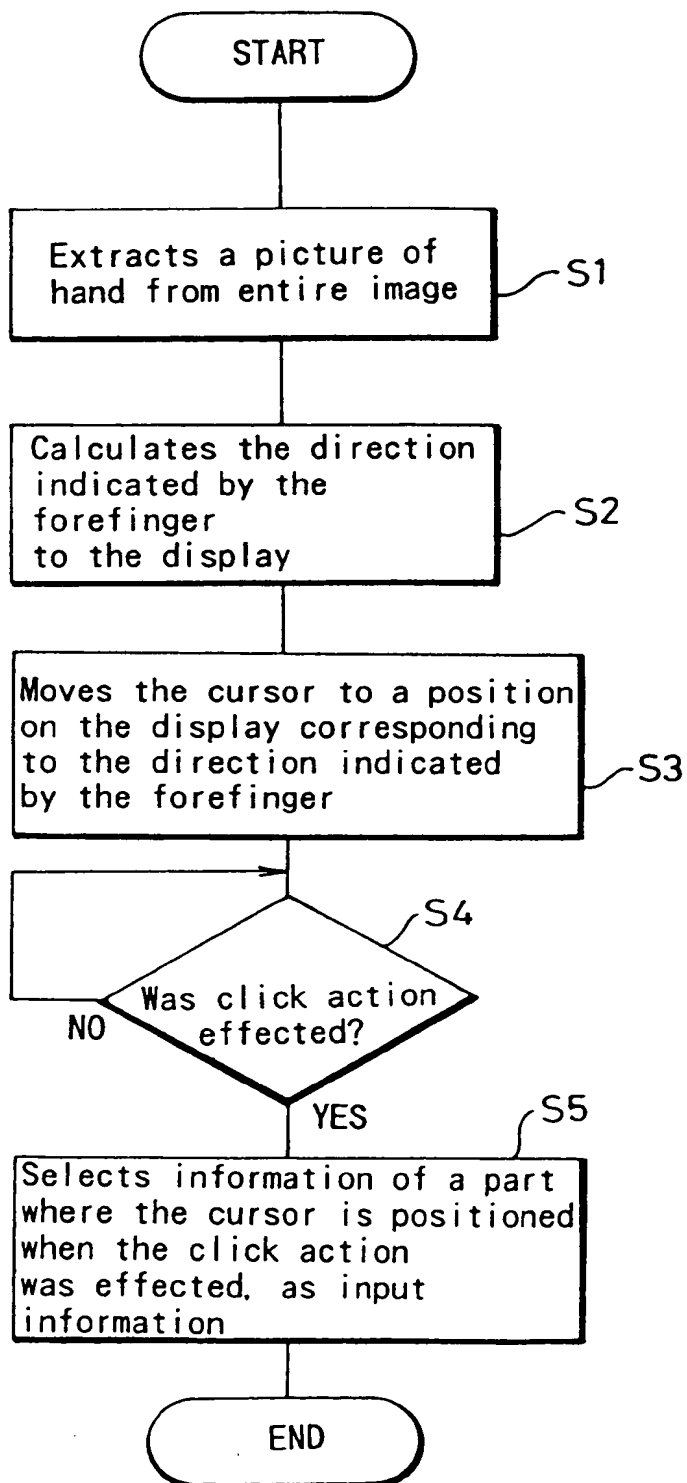 START
Extracts a picture of
hand from entire image
S1
Calculates the direction
indicated by the
forefinger
to the display
S2
Moves the cursor to a position
on the display corresponding
to the direction indicated
by the forefinger
S3
S4
Was click action
effected?
NO
YES
S5
Selects information of a part
where the cursor is positioned
when the click action
was effected, as input
information
END